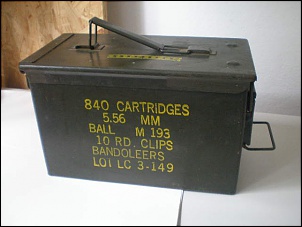 840 CARTRIDGES
5.56 MM
BALL M 193
10 RD. CLIPS
BANDOLEERS
LOT LC 3-149